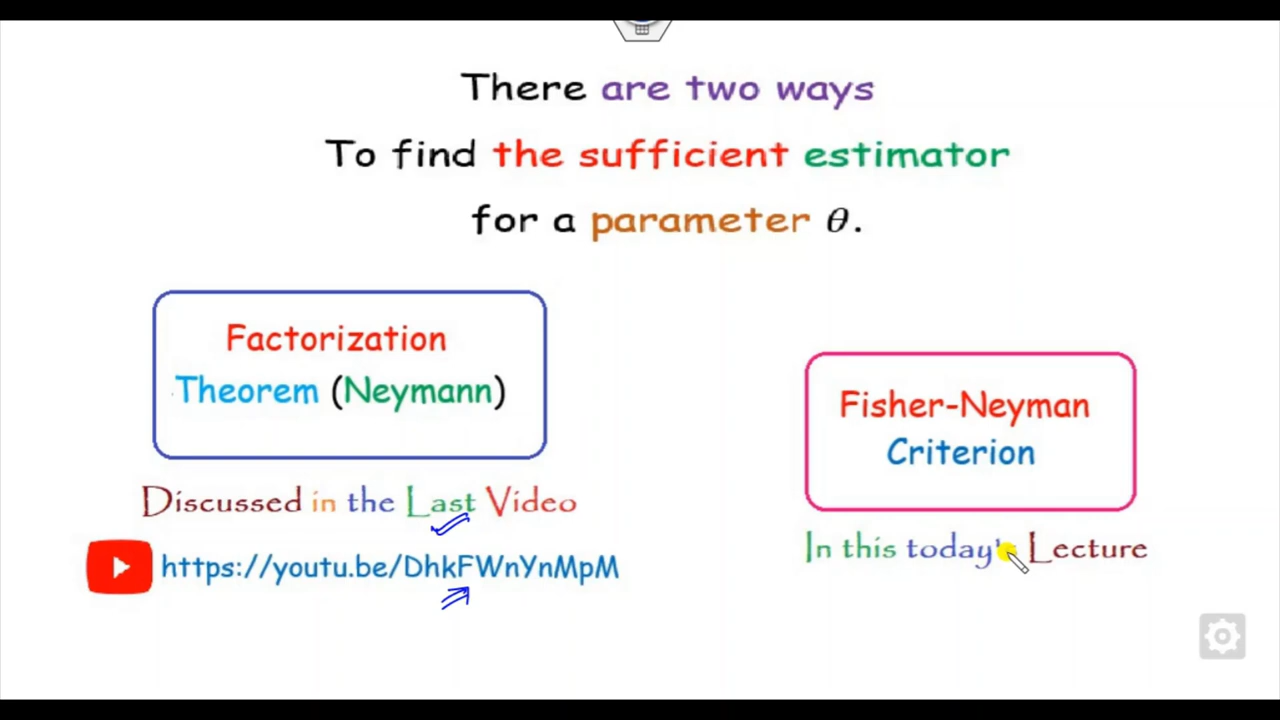 There are two ways
To find the sufficient estimator
for a parameter θ.
Factorization
Theorem (Neymann)
Discussed in the Last Video
https://youtu.be/DhkFWnYnMpM
Fisher-Neyman
Criterion
In this today's Lecture